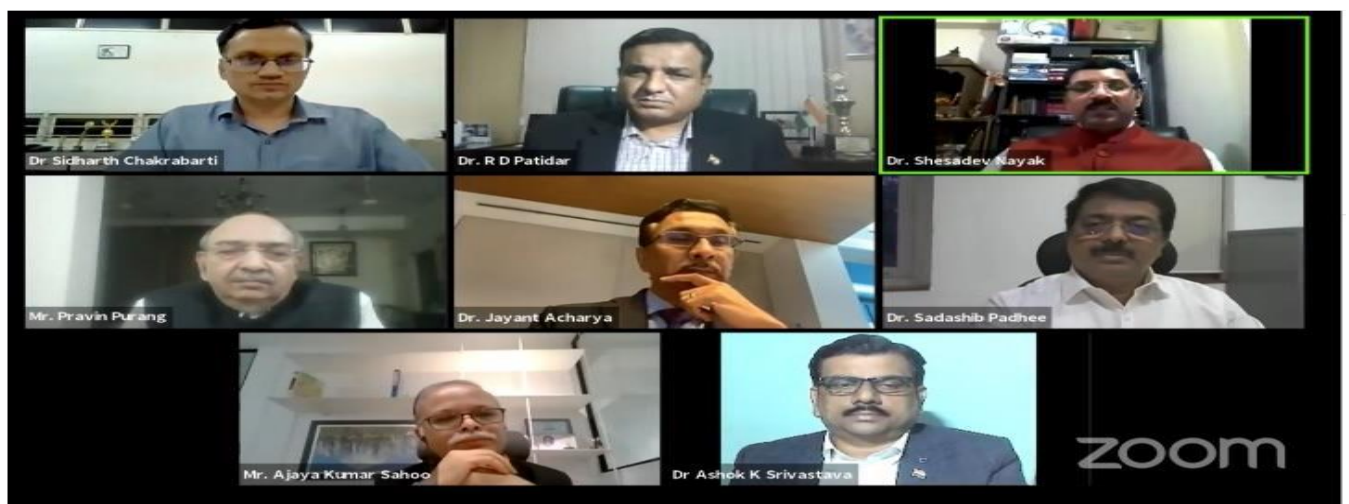 Dr Sidharth Chakrabarti
Dr. R D Patidar
Dr. Shesadev Nayak
Mr. Pravin Purang
Dr. Jayant Acharya
Dr. Sadashib Padhee
Mr. Ajaya Kumar Sahoo
Dr Ashok K Srivastava
zoom